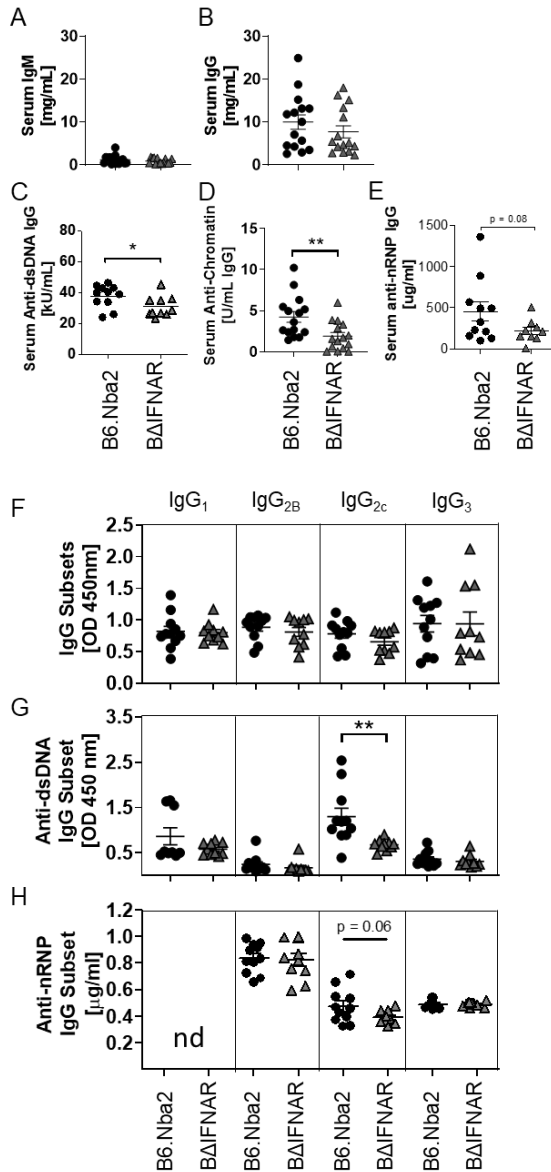 A
B
Serum IgM
[mg/mL]
30
20
10
0
Serum IgG
[mg/mL]
30
20
10
0
C
D
E
Serum Anti-dsDNA IgG
[kU/mL]
80
60
40
20
0
*
B6.Nba2
BΔIFNAR
Serum Anti-Chromatin
[U/mL IgG]
15
10
5
0
**
B6.Nba2
BΔIFNAR
Serum anti-nRNP IgG
[ug/ml]
1500
1000
500
0
p = 0.08
B6.Nba2
BΔIFNAR
F
IgG1
IgG2B
IgG2c
IgG3
IgG Subsets
[OD 450nm]
2.5
2.0
1.5
1.0
0.5
0.0
G
Anti-dsDNA
IgG Subset
[OD 450 nm]
3.5
2.5
1.5
0.5
**
H
Anti-nRNP
IgG Subset
[µg/ml]
1.2
1.0
0.8
0.6
0.4
0.2
nd
p = 0.06
B6.Nba2
BΔIFNAR
B6.Nba2
BΔIFNAR
B6.Nba2
BΔIFNAR
B6.Nba2
BΔIFNAR